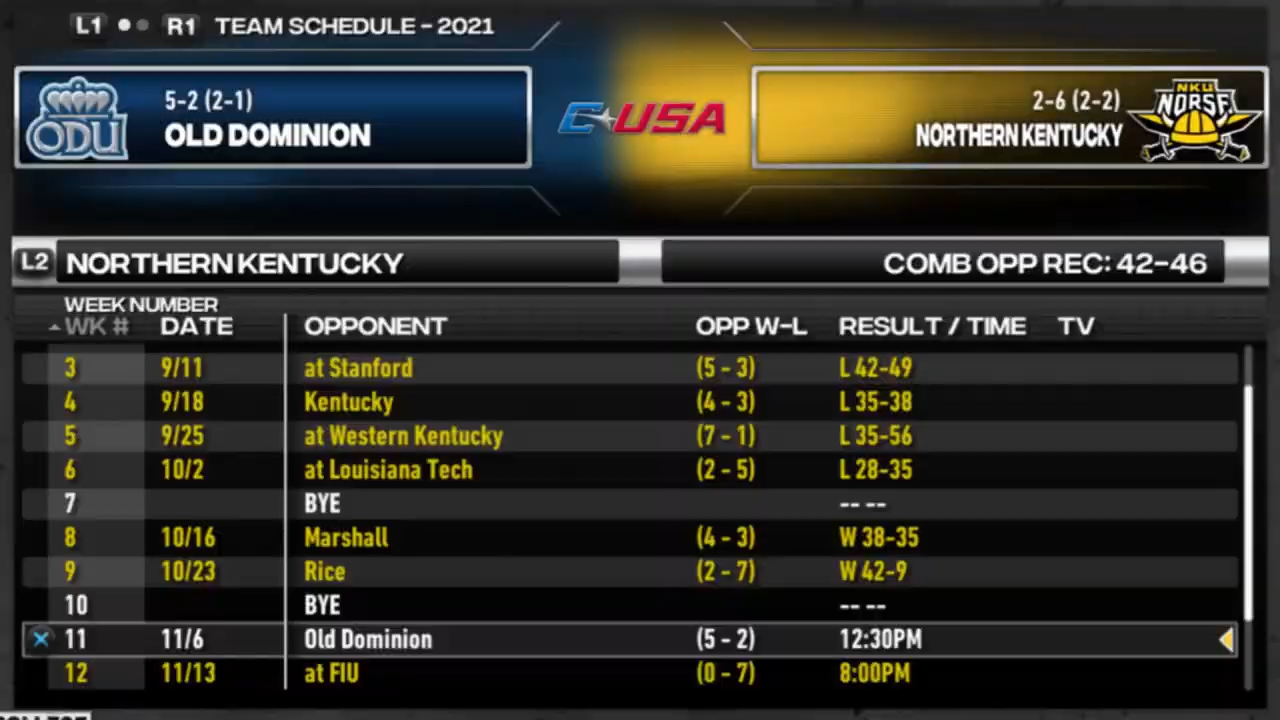 L1 R1 TEAM SCHEDULE - 2021
5-2 (2-1)
OLD DOMINION
ODU
C USA
2-6 (2-2)
NORTHERN KENTUCKY
NKU
NORSE
L2 NORTHERN KENTUCKY COMB OPP REC: 42-46
WEEK NUMBER
WK # DATE OPPONENT OPP W-L RESULT / TIME TV
3 9/11 at Stanford (5 - 3) L 42-49
4 9/18 Kentucky (4 - 3) L 35-38
5 9/25 at Western Kentucky (7 - 1) L 35-56
6 10/2 at Louisiana Tech (2 - 5) L 28-35
7 BYE -- --
8 10/16 Marshall (4 - 3) W 38-35
9 10/23 Rice (2 - 7) W 42-9
10 BYE -- --
11 11/6 Old Dominion (5 - 2) 12:30PM
12 11/13 at FIU (0 - 7) 8:00PM